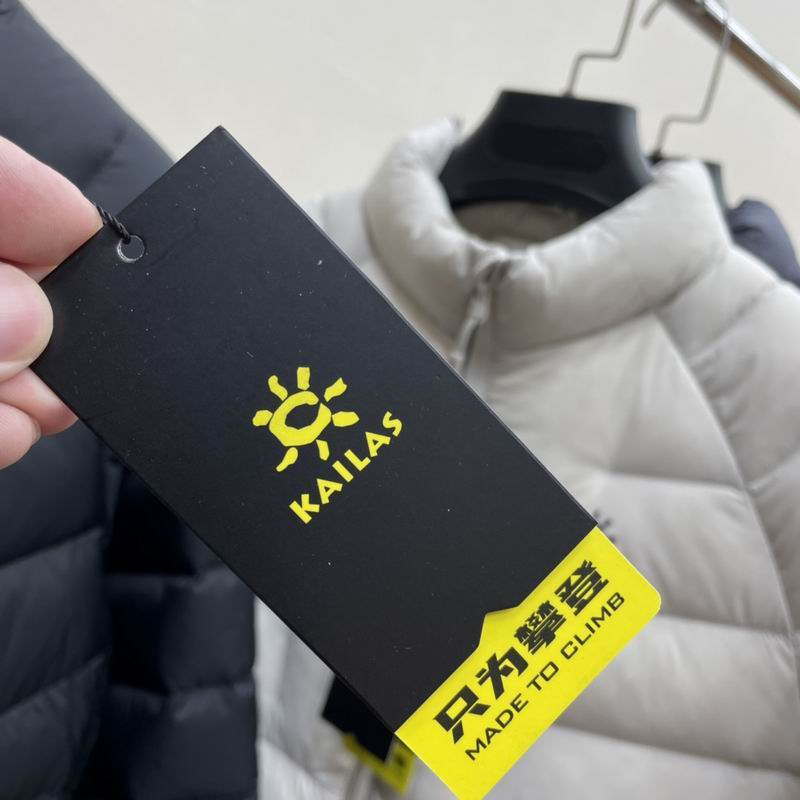 KAILAS
只为攀登
MADE TO CLIMB